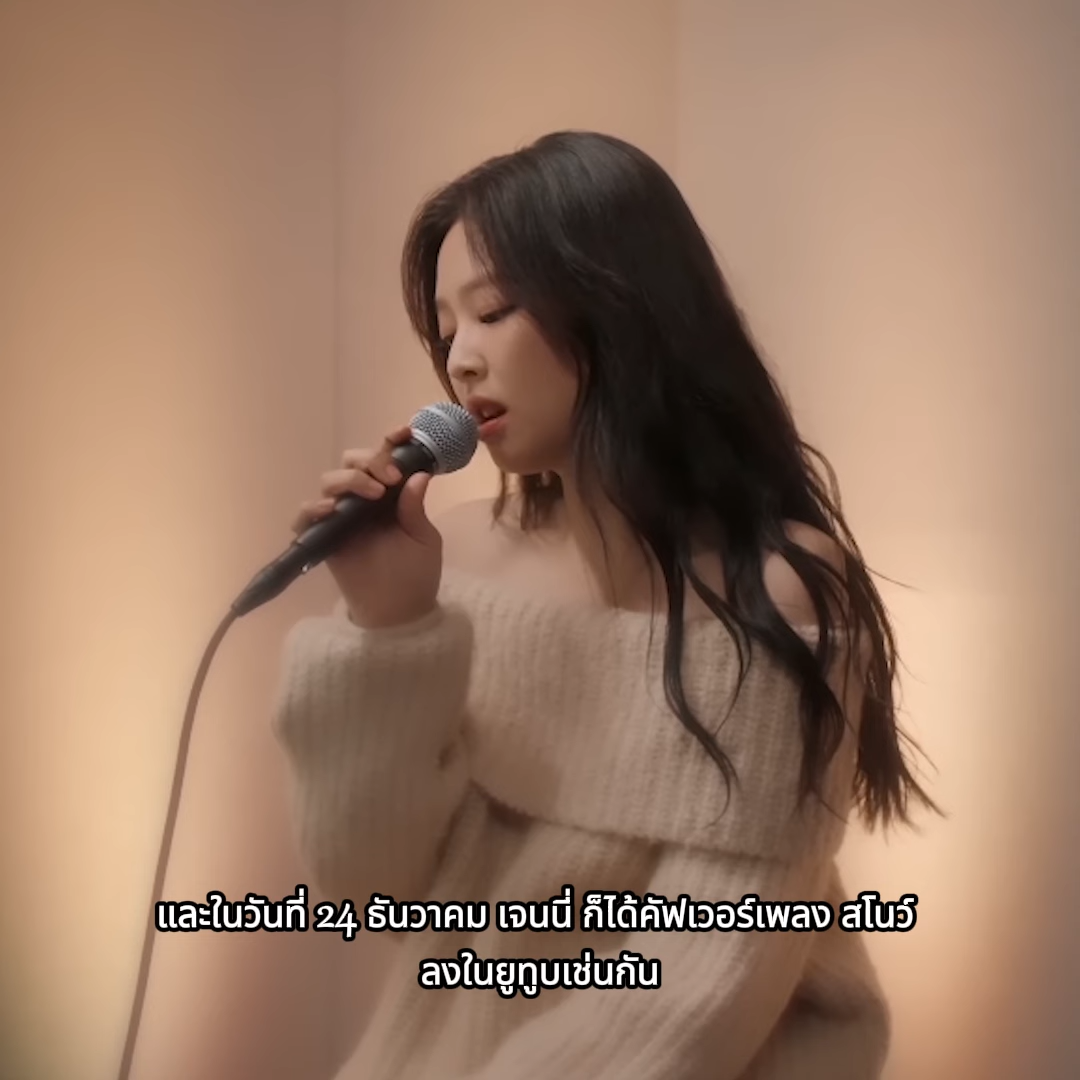 และในวันที่ 24 ธันวาคม เจนนี่ ก็ได้คัฟเวอร์เพลง สโนว์
ลงในยูทูบเช่นกัน